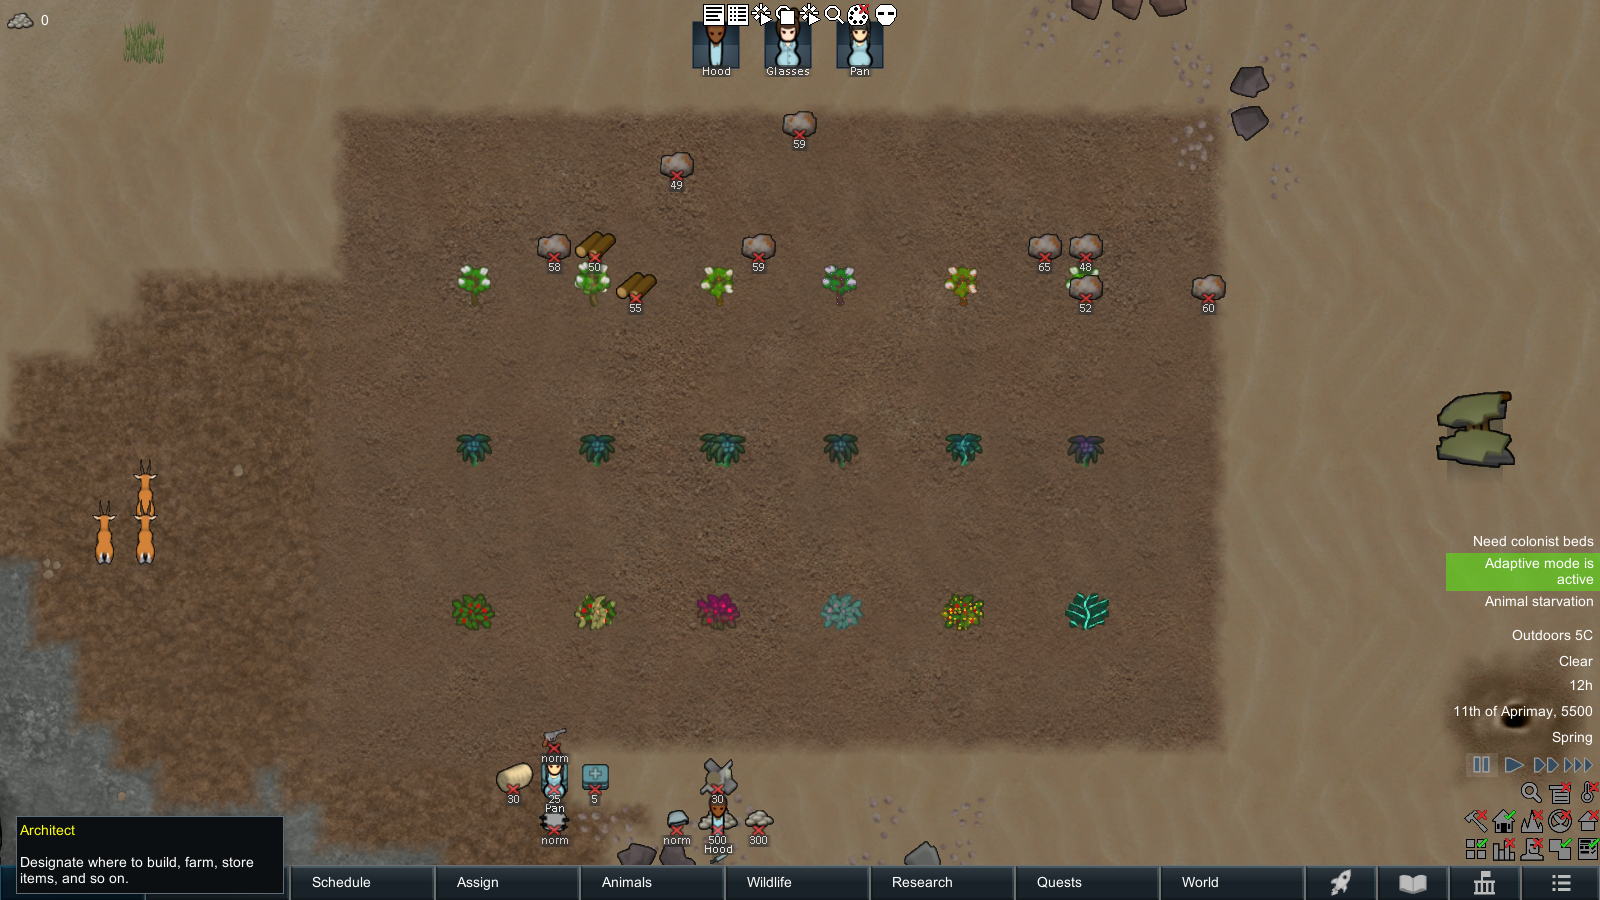 0
Hood
Glasses
Pan
59
49
58
50
59
65
48
55
52
60
Need colonist beds
Adaptive mode is
active
Animal starvation
Outdoors 5C
Clear
12h
11th of Aprimay, 5500
Spring
norm
30
25
5
30
Pan
norm
norm
500
300
Hood
Architect
Designate where to build, farm, store
items, and so on.
Schedule
Assign
Animals
Wildlife
Research
Quests
World